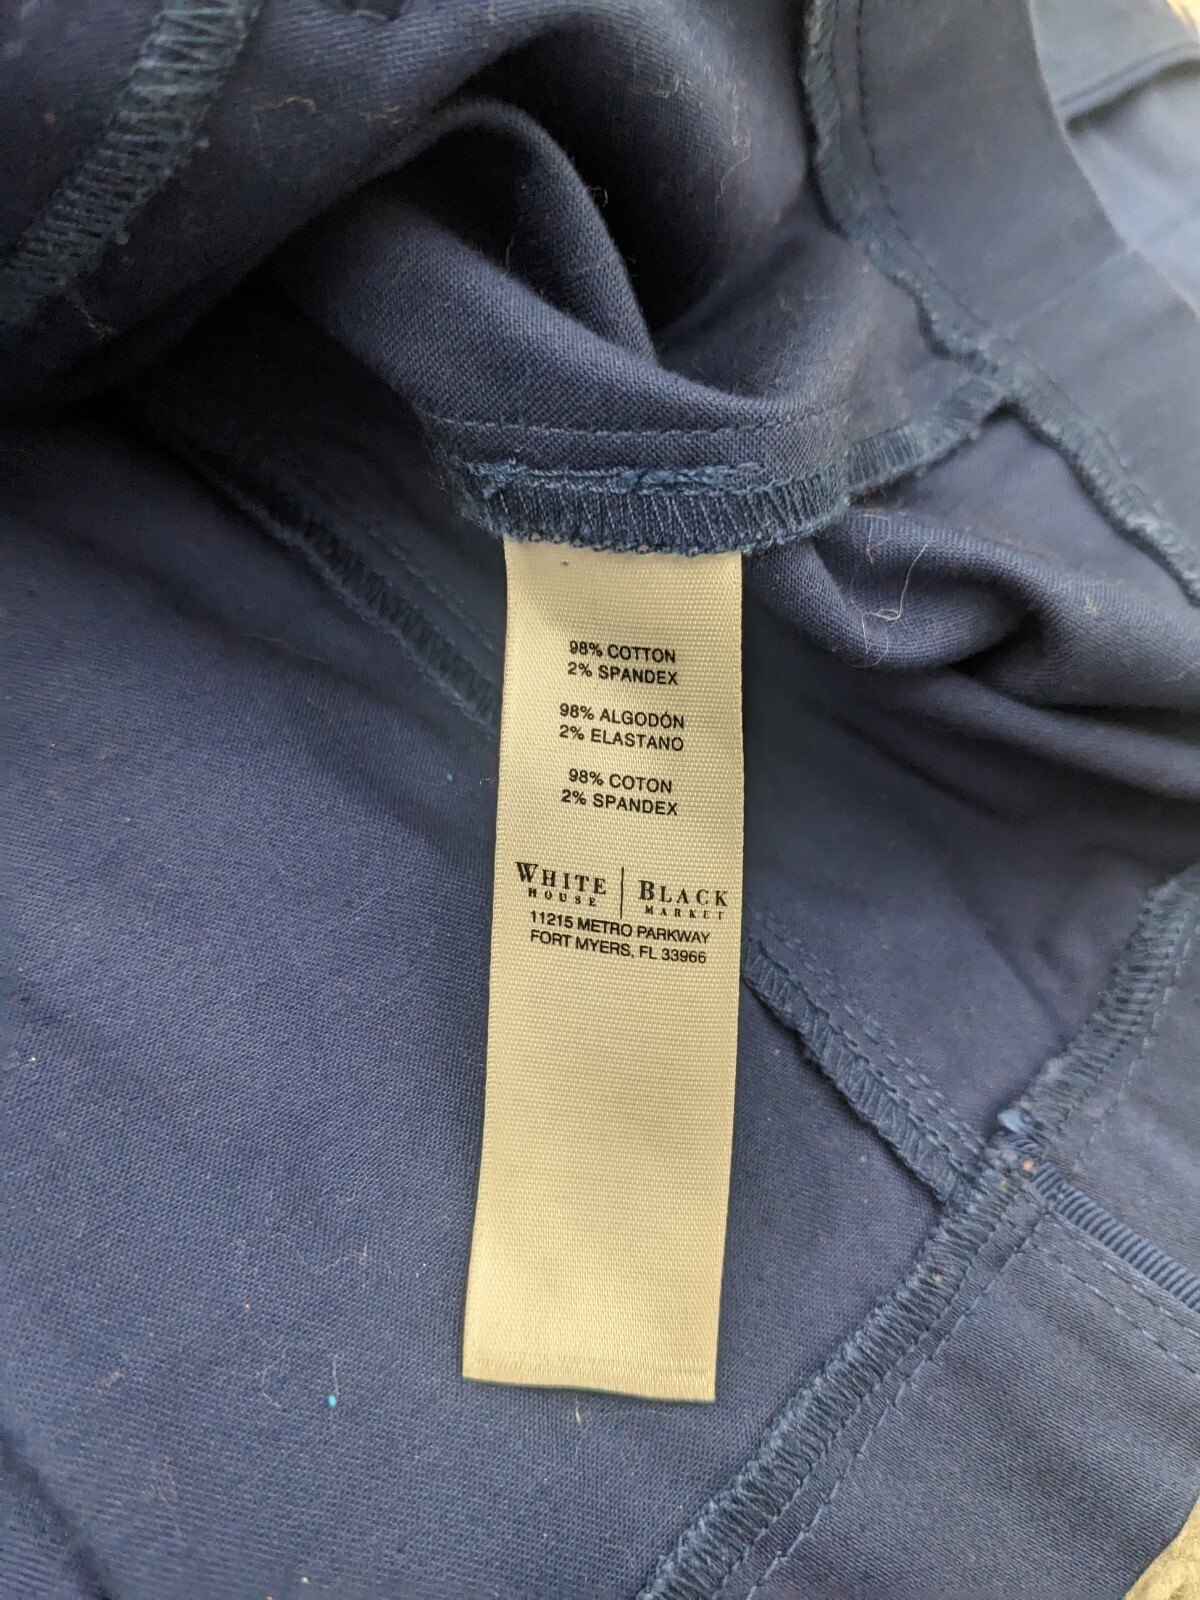 98% COTTON
2% SPANDEX
98% ALGODÓN
2% ELASTANO
98% COTON
2% SPANDEX
WHITE | BLACK
HOUSE MARKET
11215 METRO PARKWAY
FORT MYERS, FL 33966